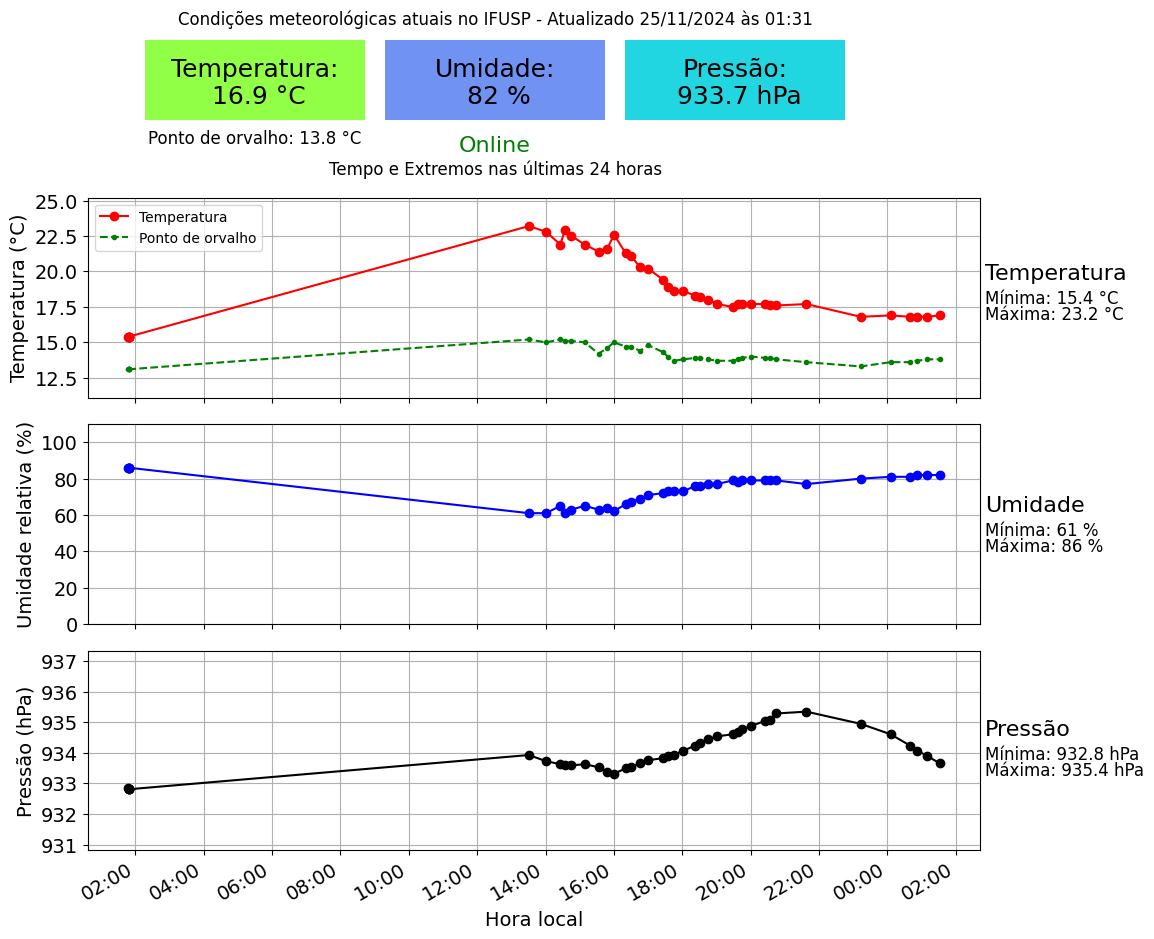 Condições meteorológicas atuais no IFUSP - Atualizado 25/11/2024 às 01:31
Temperatura:
16.9 °C
Umidade:
82 %
Pressão:
933.7 hPa
Ponto de orvalho: 13.8 °C
Online
Tempo e Extremos nas últimas 24 horas
Temperatura (°C)
25.0
22.5
20.0
17.5
15.0
12.5
Temperatura
Ponto de orvalho
Temperatura
Mínima: 15.4 °C
Máxima: 23.2 °C
Umidade relativa (%)
100
80
60
40
20
0
Umidade
Mínima: 61 %
Máxima: 86 %
Pressão (hPa)
937
936
935
934
933
932
931
Pressão
Mínima: 932.8 hPa
Máxima: 935.4 hPa
02:00 04:00 06:00 08:00 10:00 12:00 14:00 16:00 18:00 20:00 22:00 00:00 02:00
Hora local